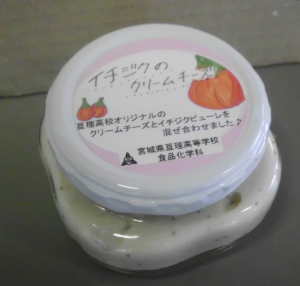 イチジクの
クリームチーズ
亘理高校オリジナルの
クリームチーズとイチジクピューレを
混ぜ合わせました♪
宮城県亘理高等学校
食品化学科